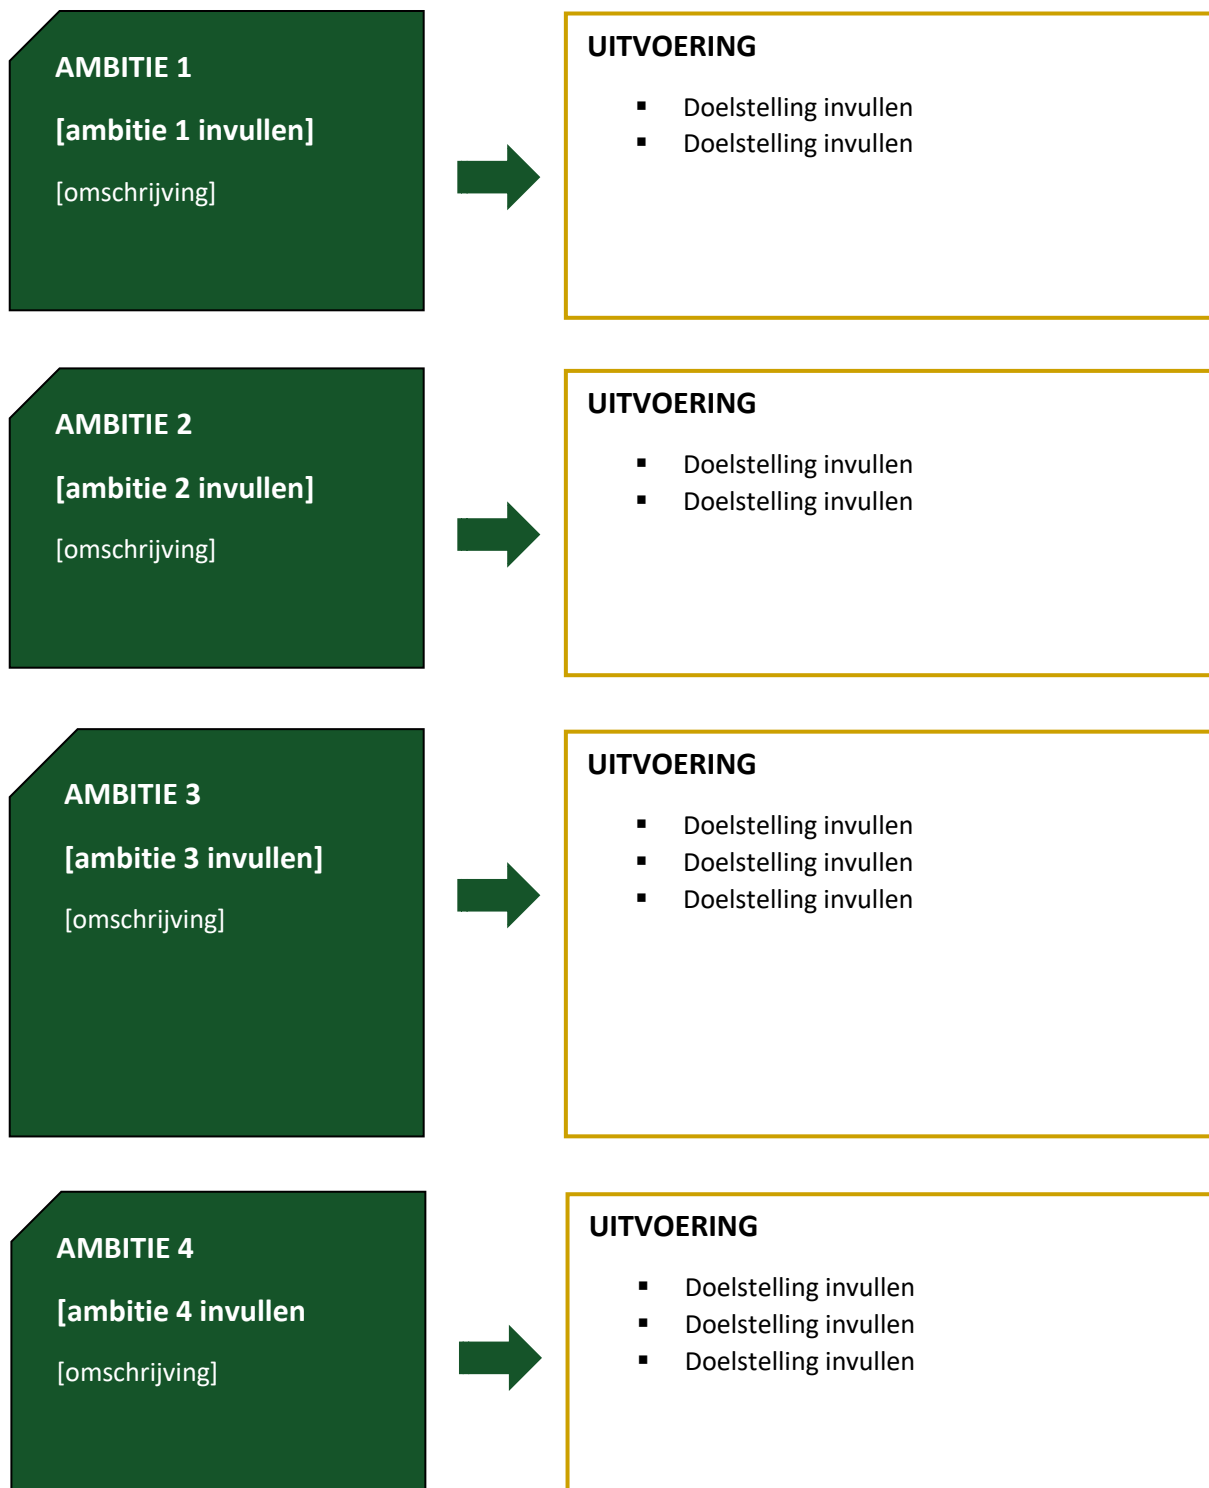 AMBITIE 1
[ambitie 1 invullen]
[omschrijving]
UITVOERING
▪ Doelstelling invullen
▪ Doelstelling invullen
AMBITIE 2
[ambitie 2 invullen]
[omschrijving]
UITVOERING
▪ Doelstelling invullen
▪ Doelstelling invullen
AMBITIE 3
[ambitie 3 invullen]
[omschrijving]
UITVOERING
▪ Doelstelling invullen
▪ Doelstelling invullen
▪ Doelstelling invullen
AMBITIE 4
[ambitie 4 invullen
[omschrijving]
UITVOERING
▪ Doelstelling invullen
▪ Doelstelling invullen
▪ Doelstelling invullen